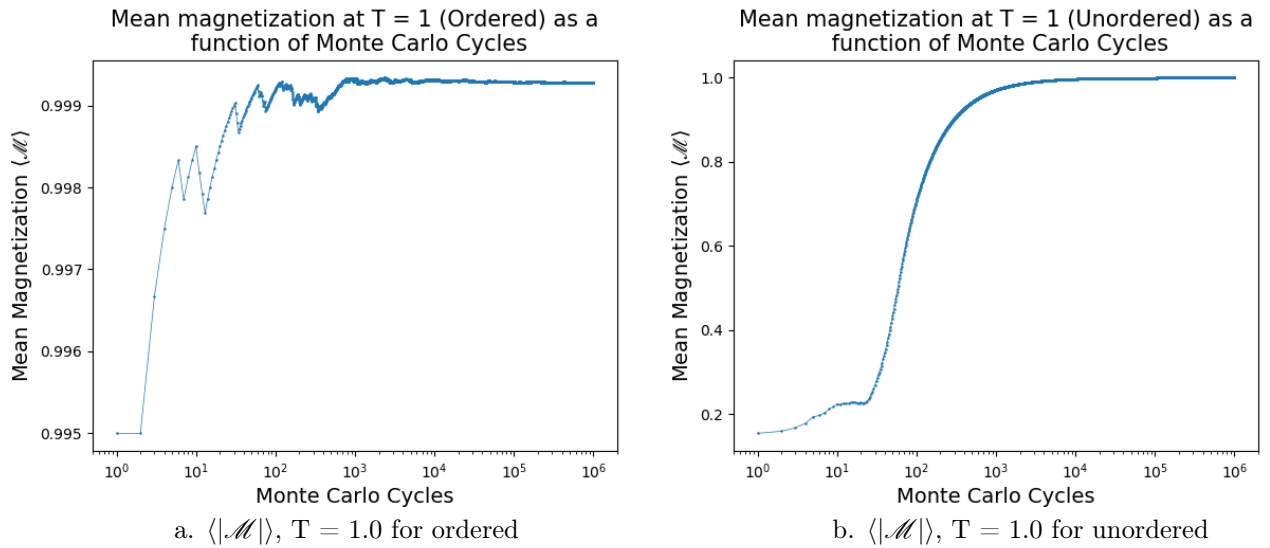 Mean magnetization at T = 1 (Ordered) as a
function of Monte Carlo Cycles
Mean Magnetization ⟨ℳ⟩
0.999
0.998
0.997
0.996
0.995
10⁰ 10¹ 10² 10³ 10⁴ 10⁵ 10⁶
Monte Carlo Cycles
a. ⟨|ℳ|⟩, T = 1.0 for ordered
Mean magnetization at T = 1 (Unordered) as a
function of Monte Carlo Cycles
Mean Magnetization ⟨ℳ⟩
1.0
0.8
0.6
0.4
0.2
10⁰ 10¹ 10² 10³ 10⁴ 10⁵ 10⁶
Monte Carlo Cycles
b. ⟨|ℳ|⟩, T = 1.0 for unordered